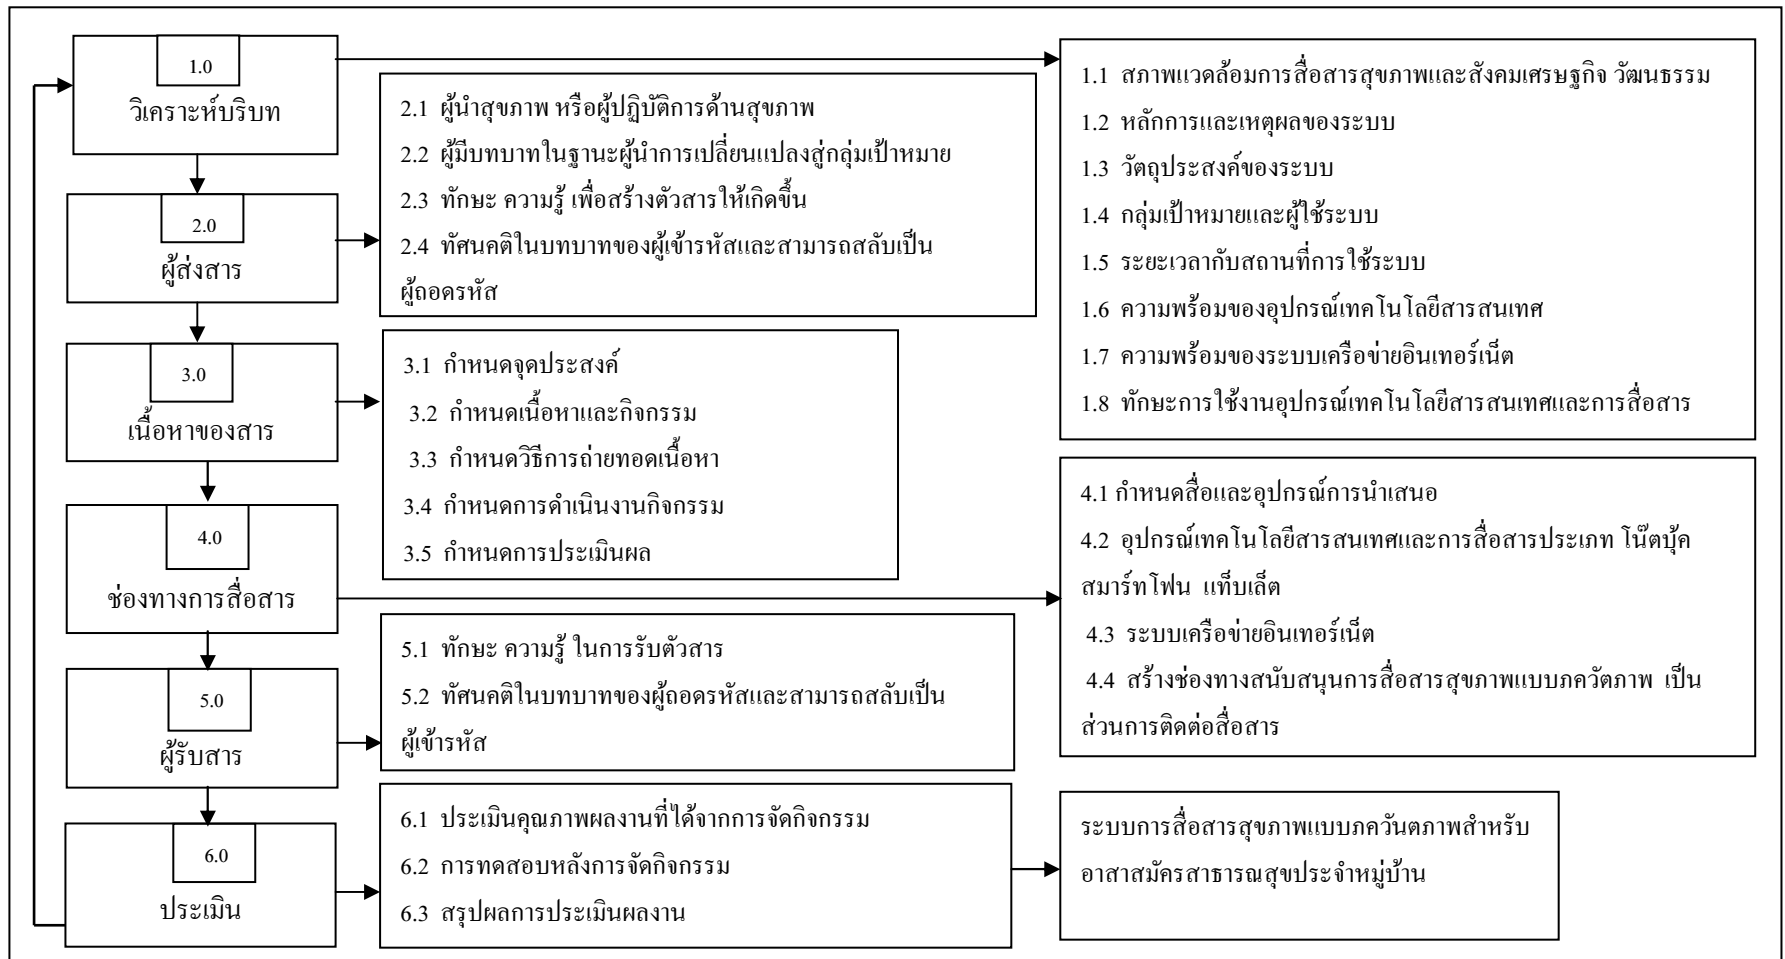 1.0
วิเคราะห์บริบท
1.1 สภาพแวดล้อมการสื่อสารสุขภาพและสังคมเศรษฐกิจ วัฒนธรรม
1.2 หลักการและเหตุผลของระบบ
1.3 วัตถุประสงค์ของระบบ
1.4 กลุ่มเป้าหมายและผู้ใช้ระบบ
1.5 ระยะเวลากับสถานที่การใช้ระบบ
1.6 ความพร้อมของอุปกรณ์เทคโนโลยีสารสนเทศ
1.7 ความพร้อมของระบบเครือข่ายอินเทอร์เน็ต
1.8 ทักษะการใช้งานอุปกรณ์เทคโนโลยีสารสนเทศและการสื่อสาร
2.0
ผู้ส่งสาร
2.1 ผู้นำสุขภาพ หรือผู้ปฏิบัติการด้านสุขภาพ
2.2 ผู้มีบทบาทในฐานะผู้นำการเปลี่ยนแปลงสู่กลุ่มเป้าหมาย
2.3 ทักษะ ความรู้ เพื่อสร้างตัวสารให้เกิดขึ้น
2.4 ทัศนคติในบทบาทของผู้เข้ารหัสและสามารถสลับเป็น
ผู้ถอดรหัส
3.0
เนื้อหาของสาร
3.1 กำหนดจุดประสงค์
3.2 กำหนดเนื้อหาและกิจกรรม
3.3 กำหนดวิธีการถ่ายทอดเนื้อหา
3.4 กำหนดการดำเนินงานกิจกรรม
3.5 กำหนดการประเมินผล
4.0
ช่องทางการสื่อสาร
4.1 กำหนดสื่อและอุปกรณ์การนำเสนอ
4.2 อุปกรณ์เทคโนโลยีสารสนเทศและการสื่อสารประเภท โน๊ตบุ้ค
สมาร์ทโฟน แท็บเล็ต
4.3 ระบบเครือข่ายอินเทอร์เน็ต
4.4 สร้างช่องทางสนับสนุนการสื่อสารสุขภาพแบบภควัตภาพ เป็น
ส่วนการติดต่อสื่อสาร
5.0
ผู้รับสาร
5.1 ทักษะ ความรู้ ในการรับตัวสาร
5.2 ทัศนคติในบทบาทของผู้ถอดรหัสและสามารถสลับเป็น
ผู้เข้ารหัส
6.0
ประเมิน
6.1 ประเมินคุณภาพผลงานที่ได้จากการจัดกิจกรรม
6.2 การทดสอบหลังการจัดกิจกรรม
6.3 สรุปผลการประเมินผลงาน
ระบบการสื่อสารสุขภาพแบบภควันตภาพสำหรับ
อาสาสมัครสาธารณสุขประจำหมู่บ้าน